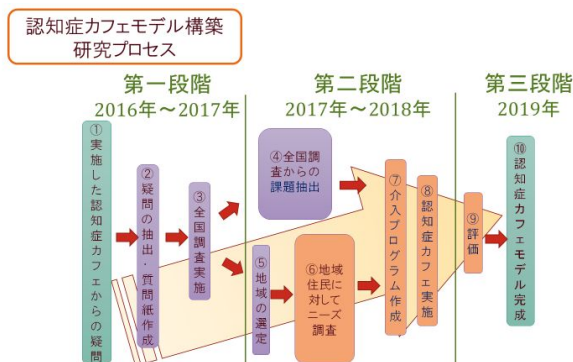 認知症カフェモデル構築
研究プロセス
第一段階
2016年～2017年
第二段階
2017年～2018年
第三段階
2019年
①実施した認知症カフェからの疑問
②疑問の抽出・質問紙作成
③全国調査実施
④全国調
査からの
課題抽出
⑤地域の選定
⑥地域
住民に
対して
ニーズ
調査
⑦介入プログラム作成
⑧認知症カフェ実施
⑨評価
⑩認知症カフェモデル完成